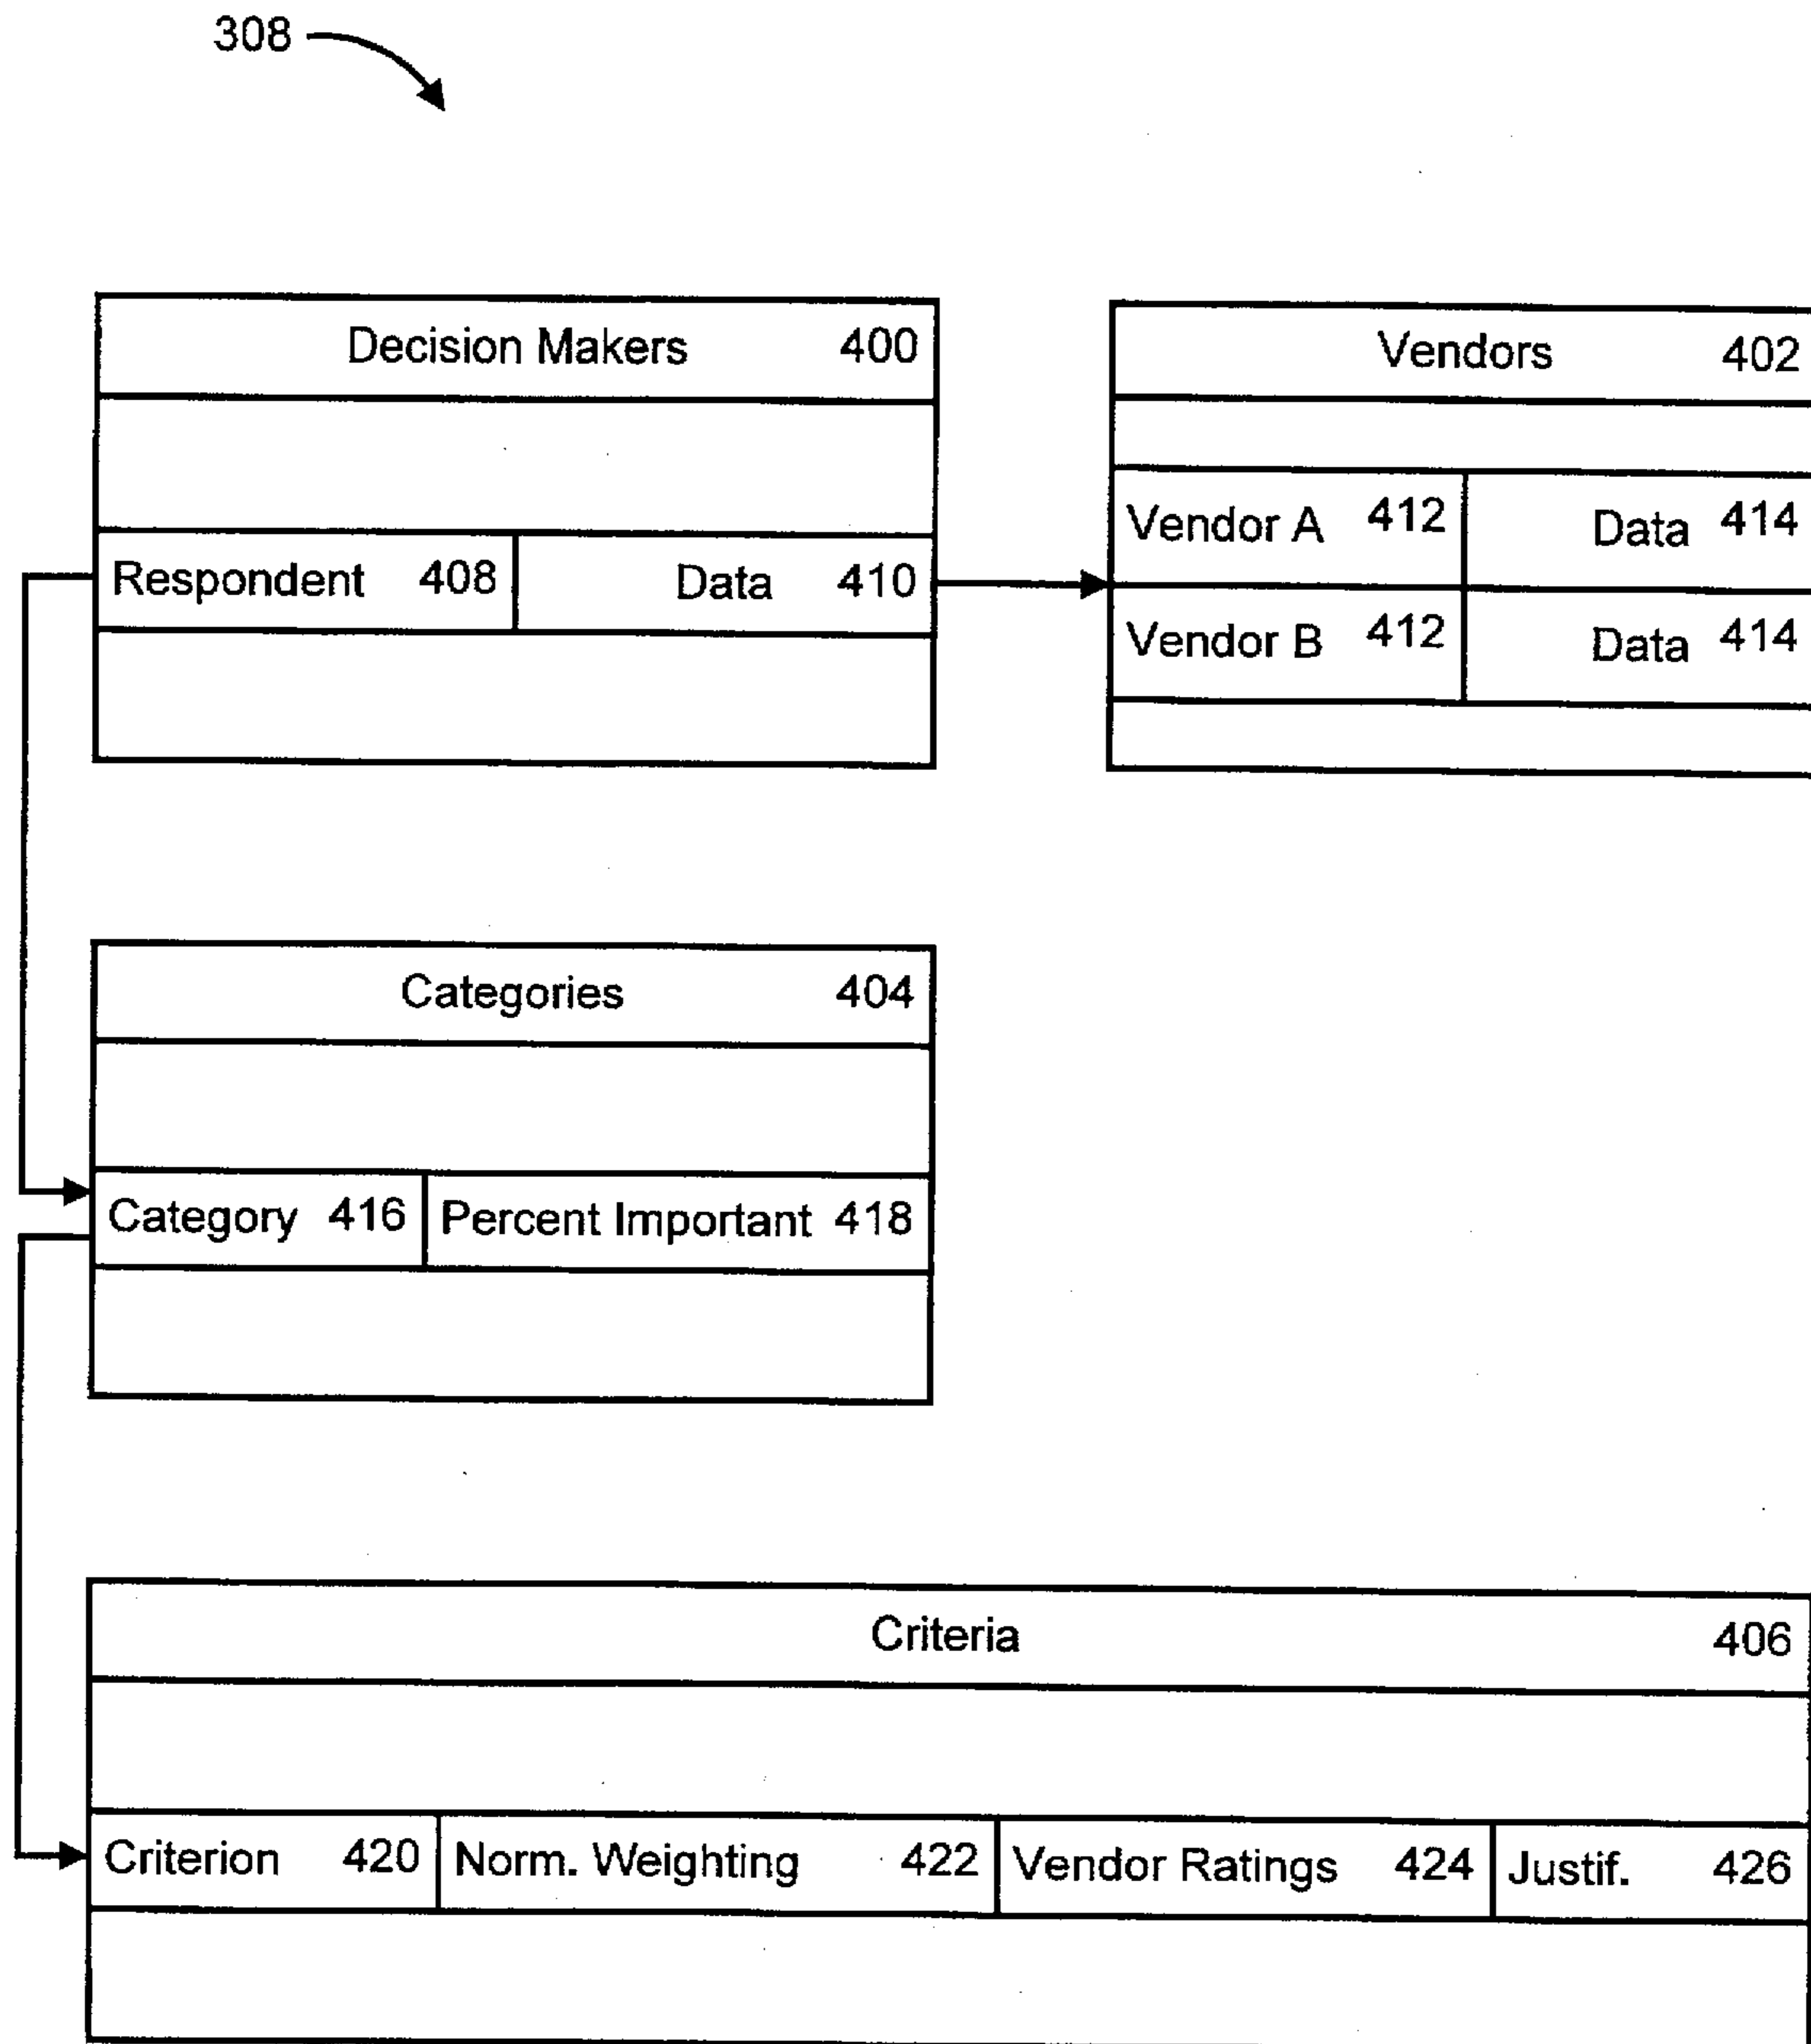 308
Decision Makers 400
Respondent 408 Data 410
Vendors 402
Vendor A 412 Data 414
Vendor B 412 Data 414
Categories 404
Category 416 Percent Important 418
Criteria 406
Criterion 420 Norm. Weighting 422 Vendor Ratings 424 Justif. 426